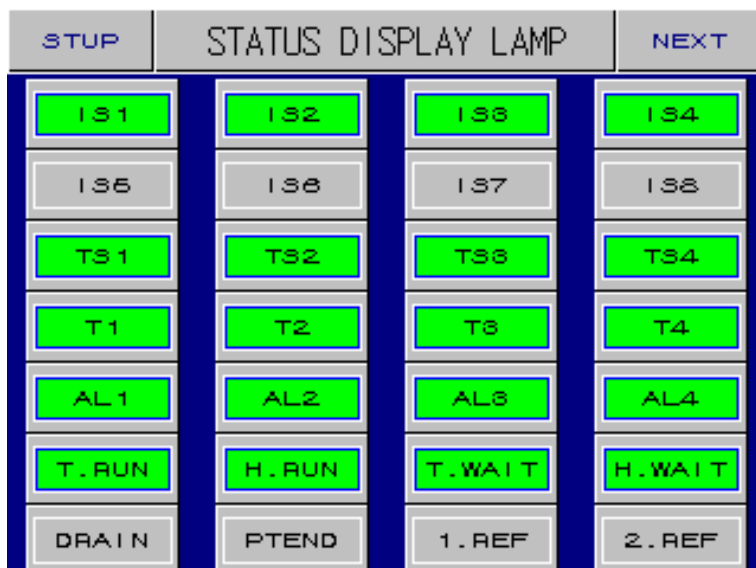 STUP STATUS DISPLAY LAMP NEXT
IS1 IS2 IS3 IS4
IS5 IS6 IS7 IS8
TS1 TS2 TS3 TS4
T1 T2 T3 T4
AL1 AL2 AL3 AL4
T.RUN H.RUN T.WAIT H.WAIT
DRAIN PTEND 1.REF 2.REF